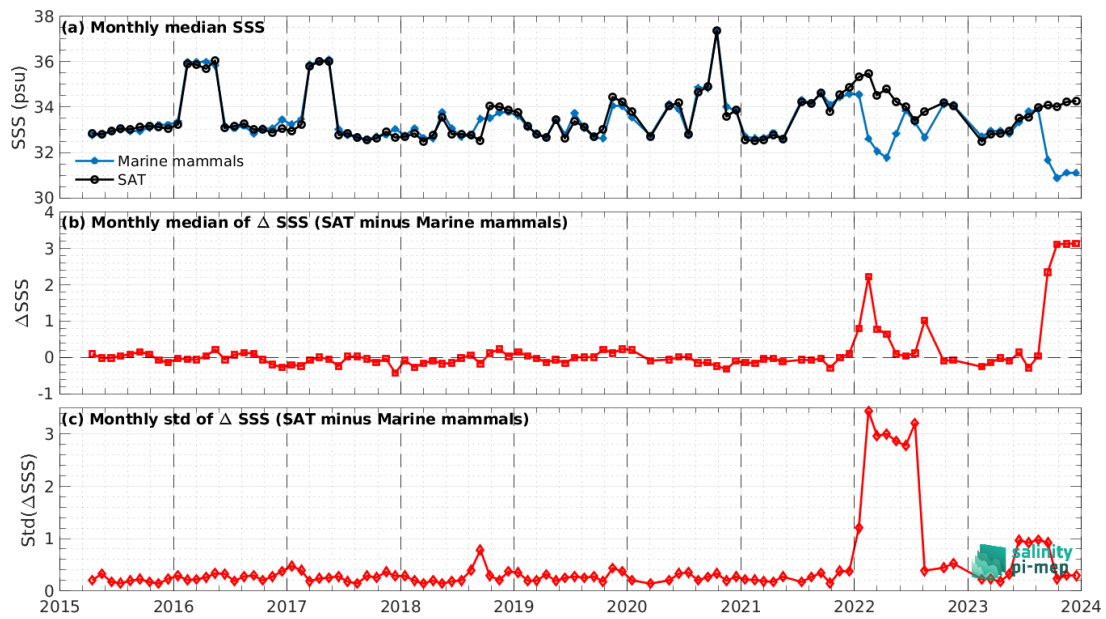 38
(a) Monthly median SSS
36
SSS (psu)
34
32
Marine mammals
SAT
30
4
(b) Monthly median of Δ SSS (SAT minus Marine mammals)
3
2
ΔSSS
1
0
-1
(c) Monthly std of Δ SSS (SAT minus Marine mammals)
3
Std(ΔSSS)
2
1
salinity
pi-mep
0
2015 2016 2017 2018 2019 2020 2021 2022 2023 2024